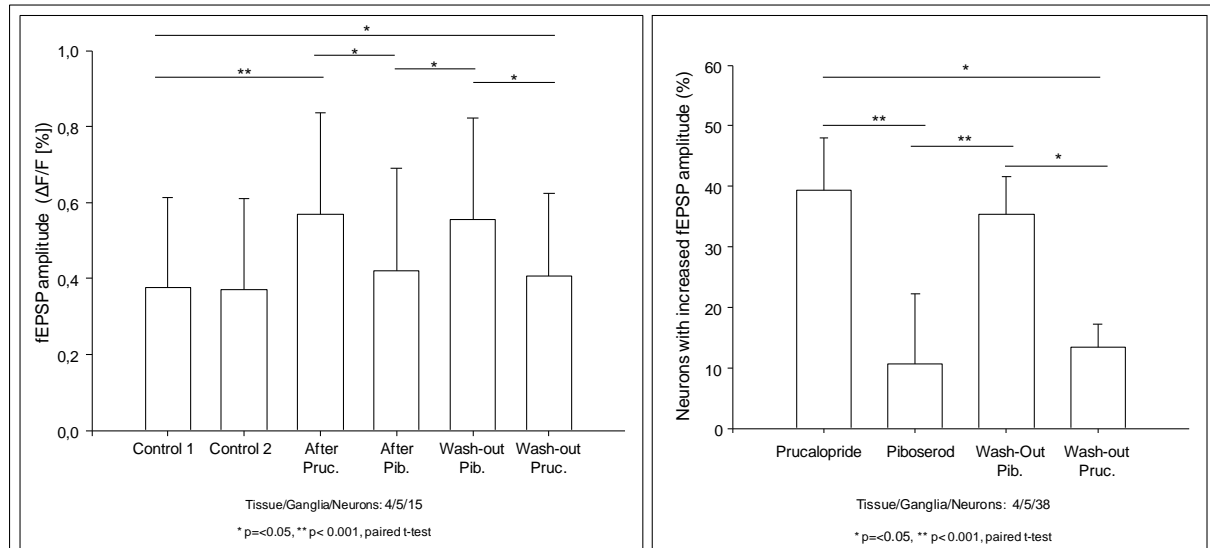 fEPSP amplitude (ΔF/F [%])
1,0
0,8
0,6
0,4
0,2
0,0
*
**
*
*
*
Control 1
Control 2
After
Pruc.
After
Pib.
Wash-out
Pib.
Wash-out
Pruc.
Tissue/Ganglia/Neurons: 4/5/15
* p=<0.05, ** p< 0.001, paired t-test
Neurons with increased fEPSP amplitude (%)
60
50
40
30
20
10
0
*
**
**
*
Prucalopride
Piboserod
Wash-Out
Pib.
Wash-out
Pruc.
Tissue/Ganglia/Neurons: 4/5/38
* p=<0.05, ** p< 0.001, paired t-test